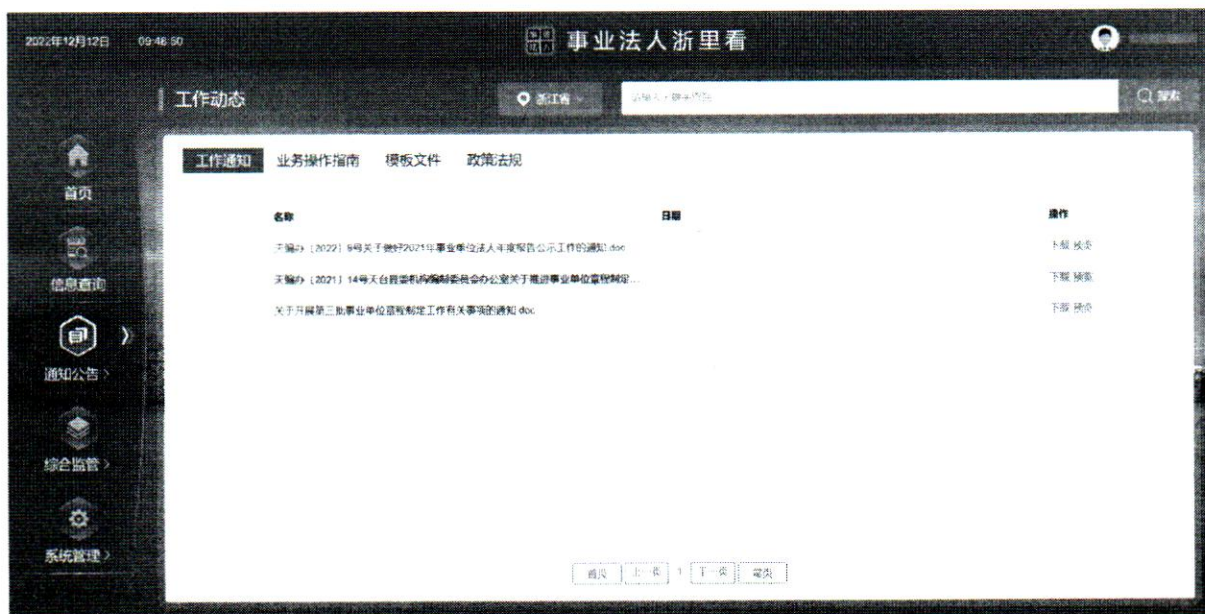 2022年12月12日 09:46:50
事业法人浙里看
工作动态
浙江省
搜索
首页
信息查询
通知公告
综合监管
系统管理
工作通知 业务操作指南 模板文件 政策法规
名称 日期 操作
天编办〔2022〕9号关于做好2021年事业单位法人年度报告公示工作的通知.doc 下载 预览
天编办〔2021〕14号天台县委机构编制委员会办公室关于推进事业单位章程制定... 下载 预览
关于开展第三批事业单位章程制定工作有关事项的通知.doc 下载 预览
首页 上一页 1 下一页 尾页